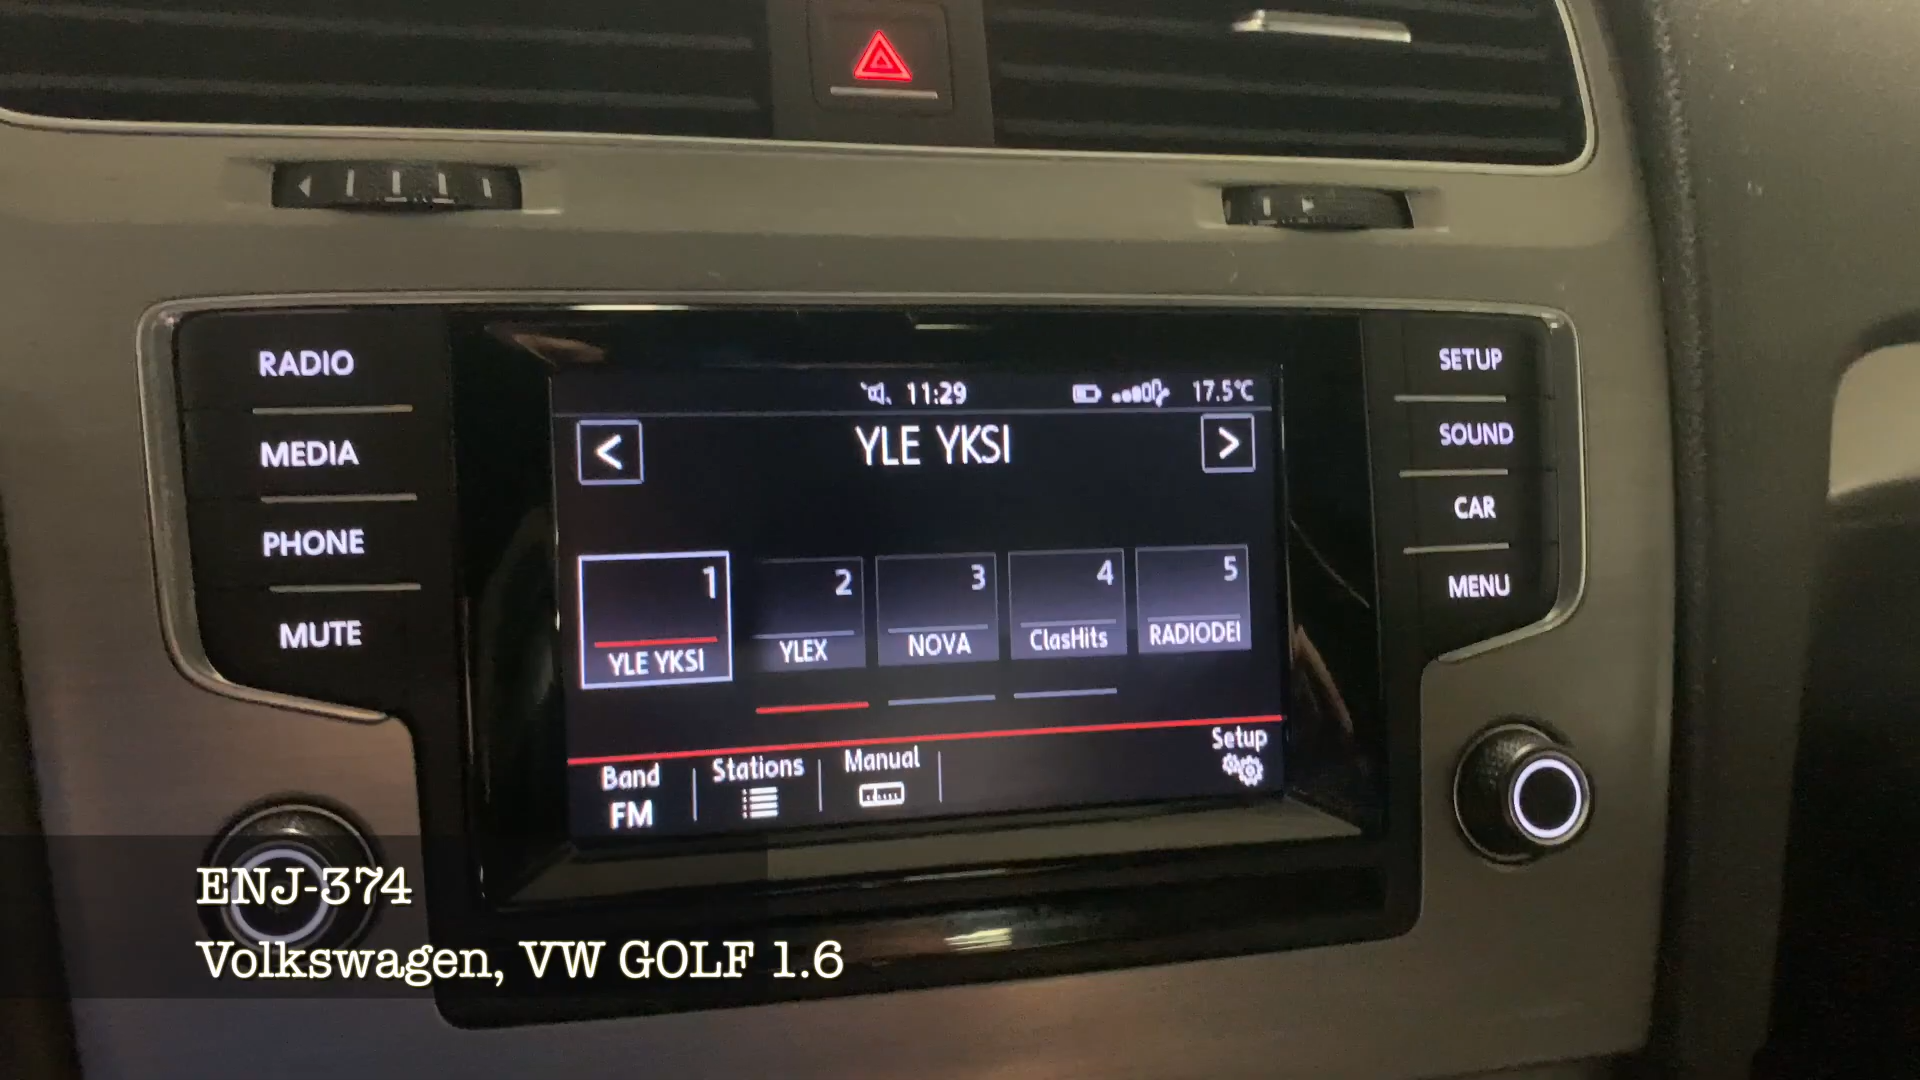 RADIO
MEDIA
PHONE
MUTE
11:29
17.5°C
<
YLE YKSI
>
1
YLE YKSI
2
YLEX
3
NOVA
4
ClasHits
5
RADIODEI
Band
FM
Stations
Manual
Setup
SETUP
SOUND
CAR
MENU
ENJ-374
Volkswagen, VW GOLF 1.6